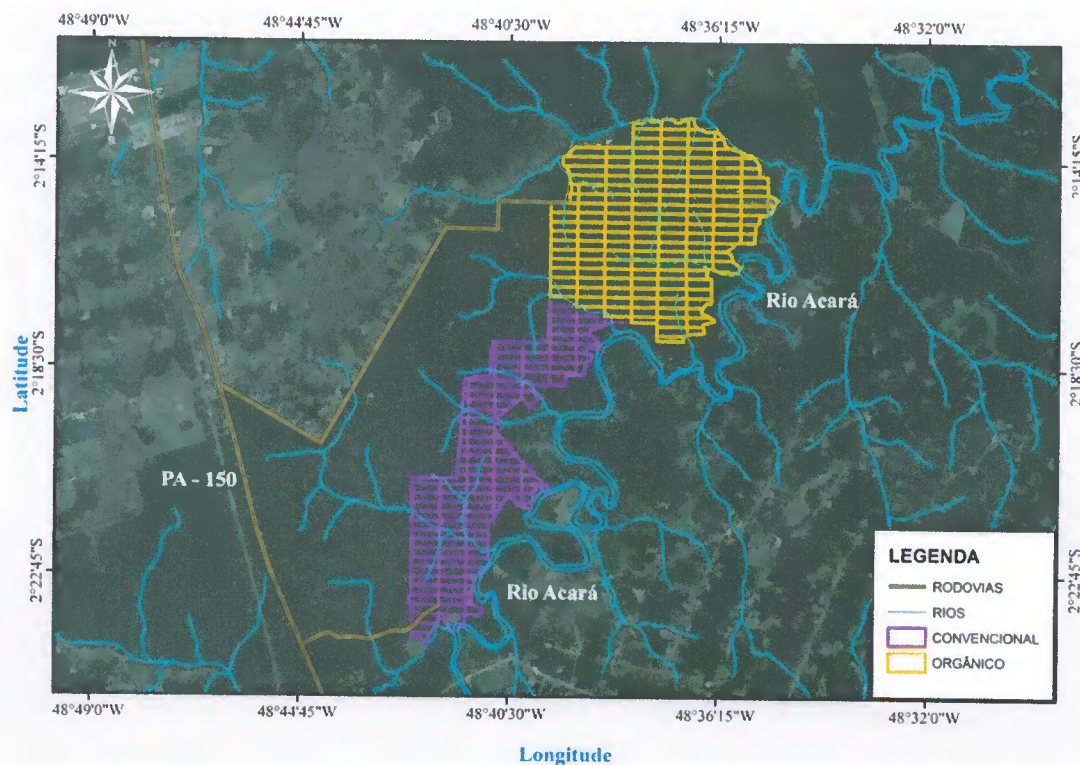 48°49'0"W 48°44'45"W 48°40'30"W 48°36'15"W 48°32'0"W
N
2°14'15"S
2°14'15"S
Rio Acará
Latitude
2°18'30"S
2°18'30"S
PA - 150
Rio Acará
2°22'45"S
2°22'45"S
LEGENDA
RODOVIAS
RIOS
CONVENCIONAL
ORGÂNICO
48°49'0"W 48°44'45"W 48°40'30"W 48°36'15"W 48°32'0"W
Longitude